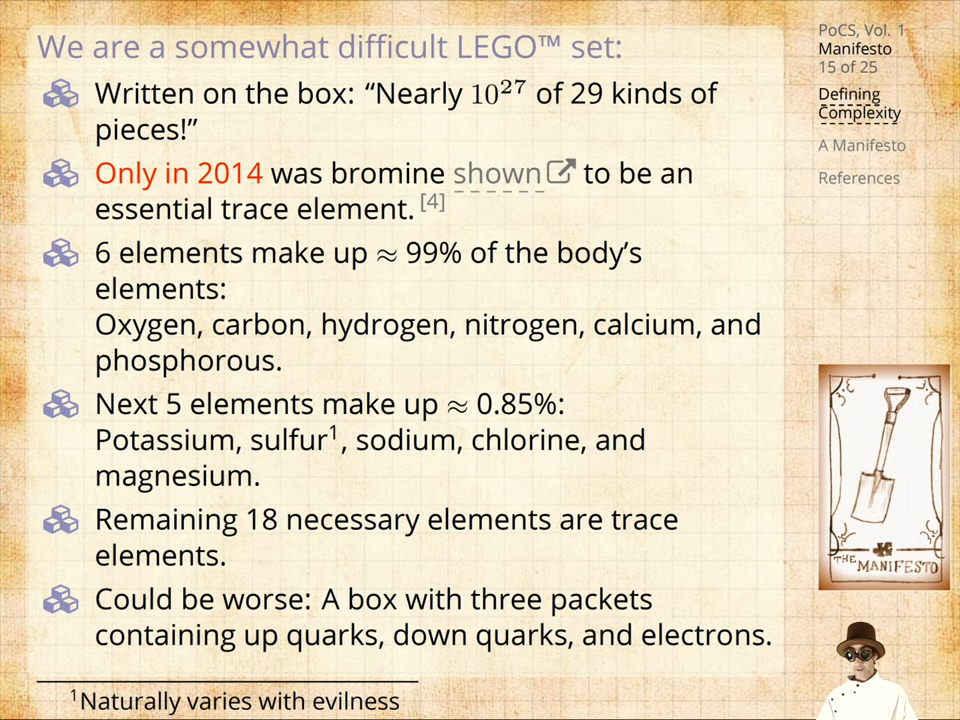 We are a somewhat difficult LEGO™ set:
Written on the box: “Nearly 10²⁷ of 29 kinds of
pieces!”
Only in 2014 was bromine shown to be an
essential trace element. [4]
6 elements make up ≈ 99% of the body’s
elements:
Oxygen, carbon, hydrogen, nitrogen, calcium, and
phosphorous.
Next 5 elements make up ≈ 0.85%:
Potassium, sulfur¹, sodium, chlorine, and
magnesium.
Remaining 18 necessary elements are trace
elements.
Could be worse: A box with three packets
containing up quarks, down quarks, and electrons.
¹Naturally varies with evilness
PoCS, Vol. 1
Manifesto
15 of 25
Defining
Complexity
A Manifesto
References
THE MANIFESTO